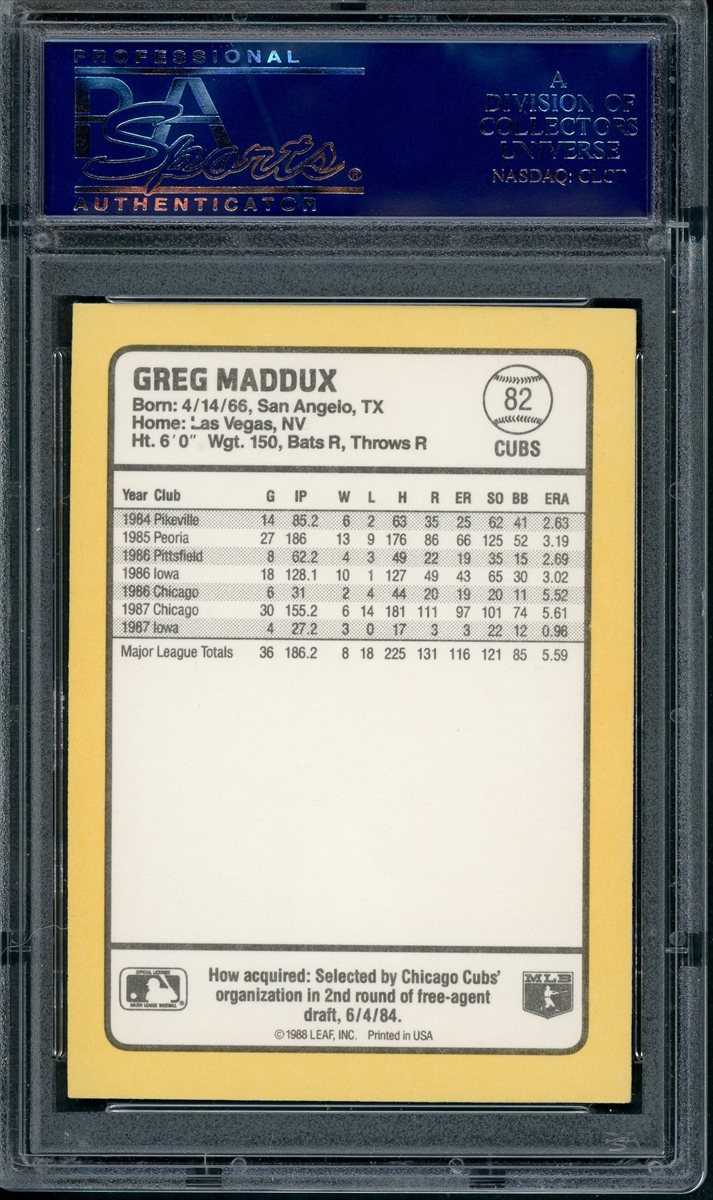 PROFESSIONAL
PSA
Sports®
AUTHENTICATOR
A
DIVISION OF
COLLECTORS
UNIVERSE
NASDAQ: CLCT
GREG MADDUX
Born: 4/14/66, San Angelo, TX
Home: Las Vegas, NV
Ht. 6'0" Wgt. 150, Bats R, Throws R
82
CUBS
Year Club G IP W L H R ER SO BB ERA
1984 Pikeville 14 85.2 6 2 63 35 25 62 41 2.63
1985 Peoria 27 186 13 9 176 86 66 125 52 3.19
1986 Pittsfield 8 62.2 4 3 49 22 19 35 15 2.69
1986 Iowa 18 128.1 10 1 127 49 43 65 30 3.02
1986 Chicago 6 31 2 4 44 20 19 20 11 5.52
1987 Chicago 30 155.2 6 14 181 111 97 101 74 5.61
1987 Iowa 4 27.2 3 0 17 3 3 22 12 0.98
Major League Totals 36 186.2 8 18 225 131 116 121 85 5.59
OFFICIAL LICENSEE
MAJOR LEAGUE BASEBALL
How acquired: Selected by Chicago Cubs'
organization in 2nd round of free-agent
draft, 6/4/84.
© 1988 LEAF, INC. Printed in USA
MLB